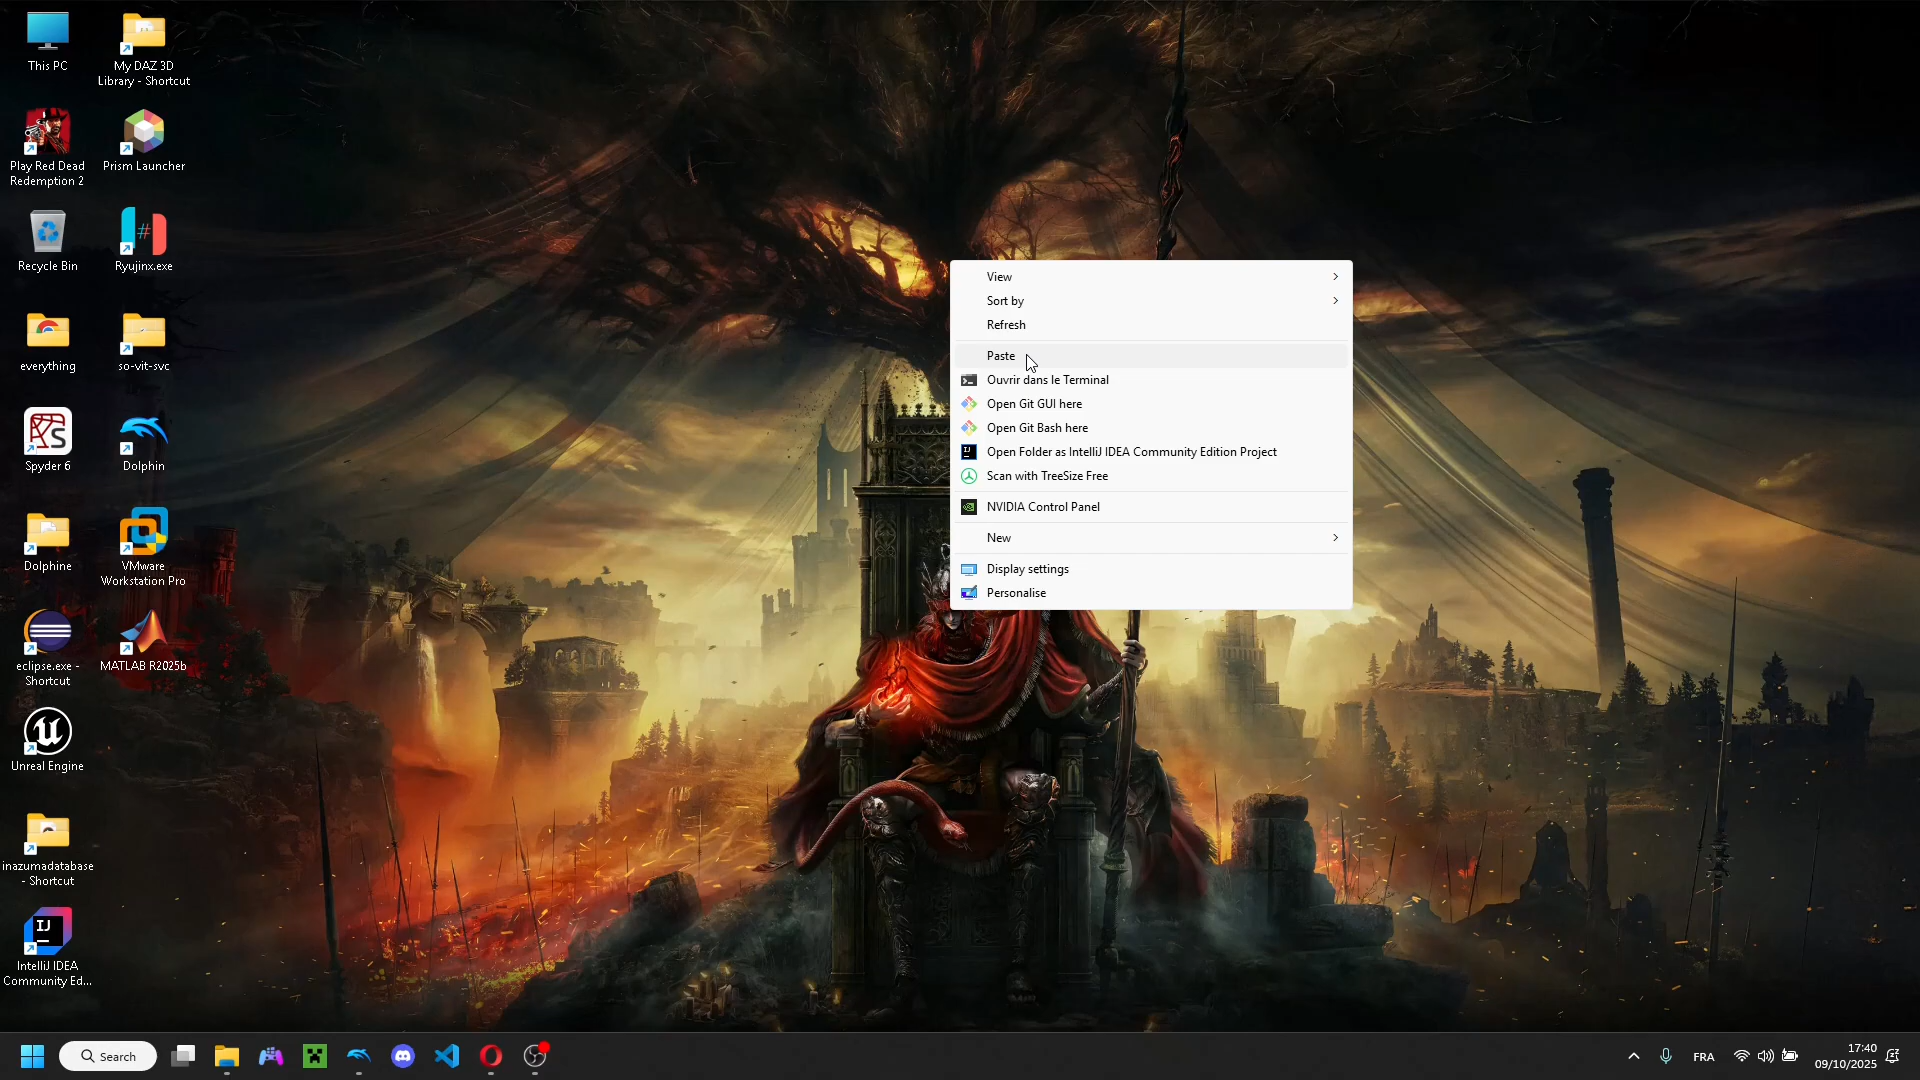 This PC
My DAZ 3D
Library - Shortcut
Play Red Dead
Redemption 2
Prism Launcher
Recycle Bin
Ryujinx.exe
everything
so-vit-svc
Spyder 6
Dolphin
Dolphine
VMware
Workstation Pro
eclipse.exe -
Shortcut
MATLAB R2025b
Unreal Engine
inazumadatabase
- Shortcut
IntelliJ IDEA
Community Ed...
View
Sort by
Refresh
Paste
Ouvrir dans le Terminal
Open Git GUI here
Open Git Bash here
Open Folder as IntelliJ IDEA Community Edition Project
Scan with TreeSize Free
NVIDIA Control Panel
New
Display settings
Personalise
Search
FRA
17:40
09/10/2025